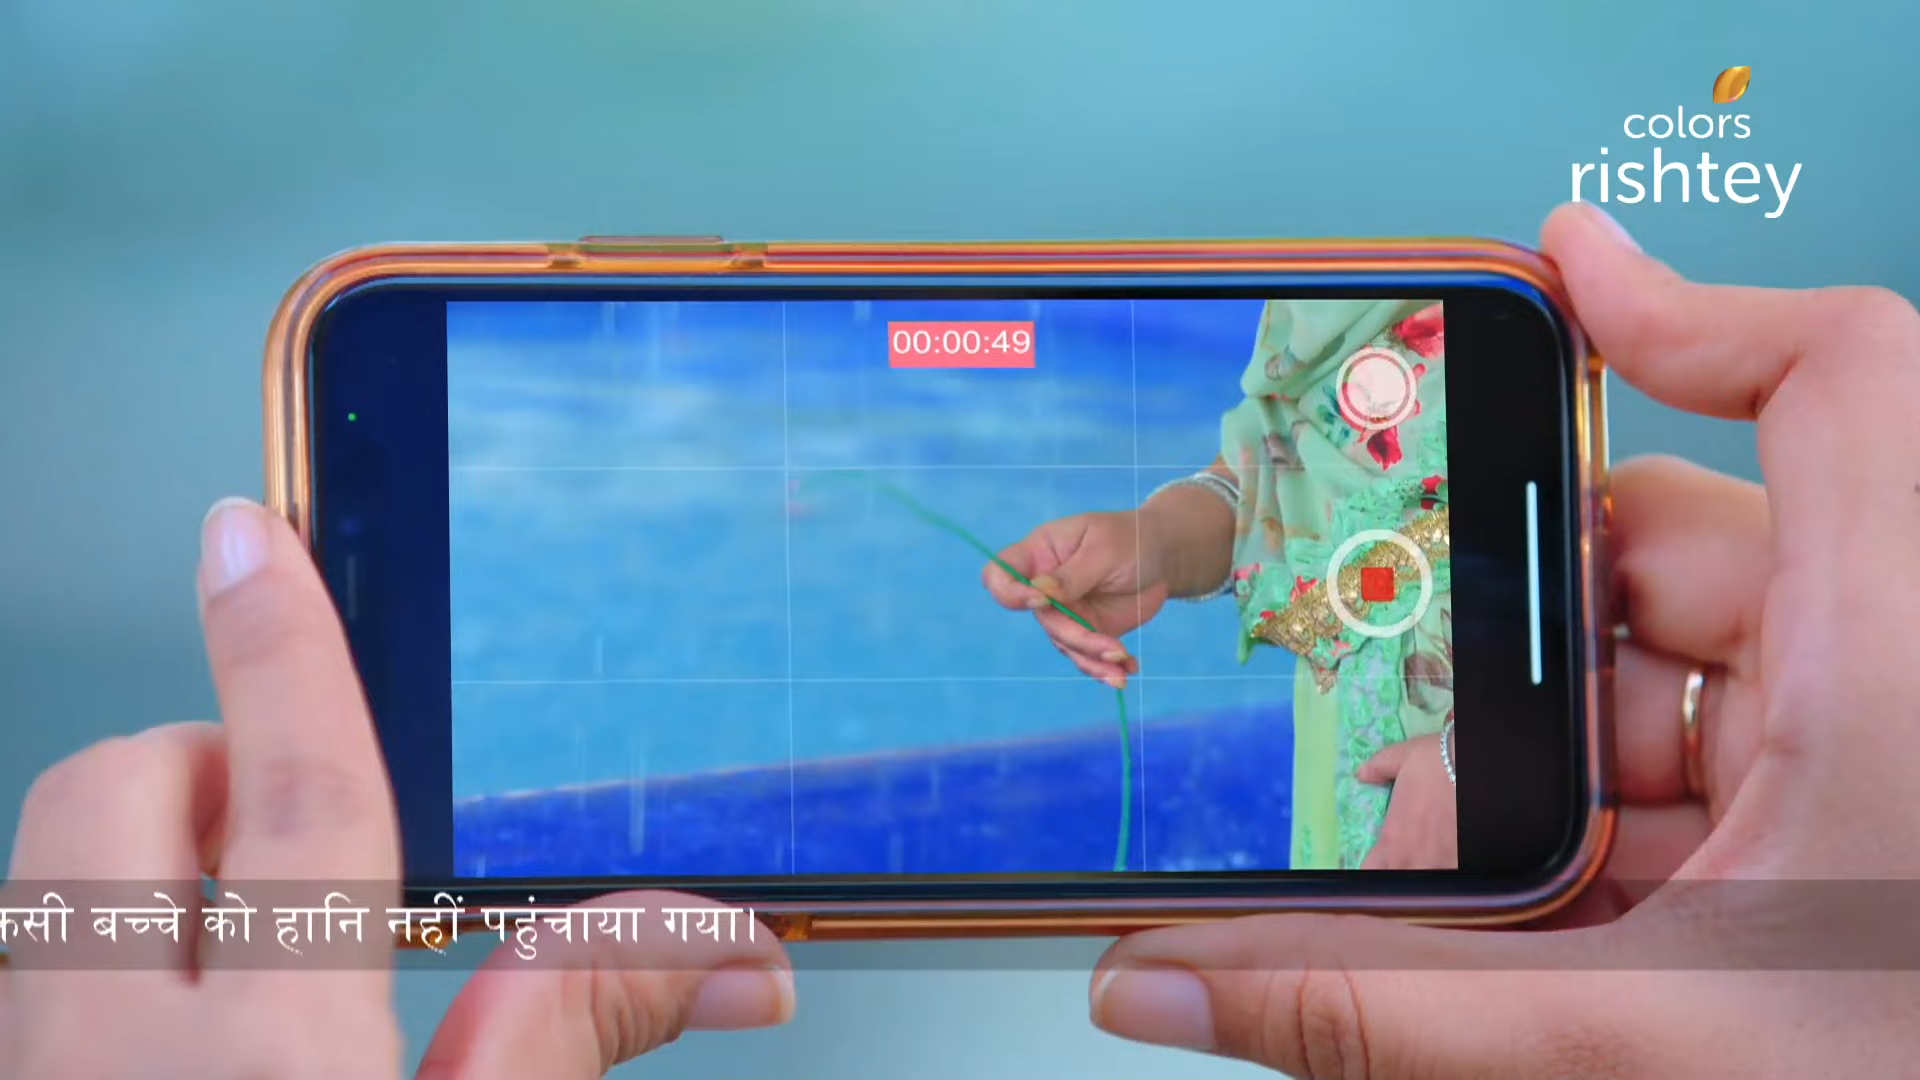 colors
rishtey
00:00:49
बच्चे को हानि नहीं पहुंचाया गया।